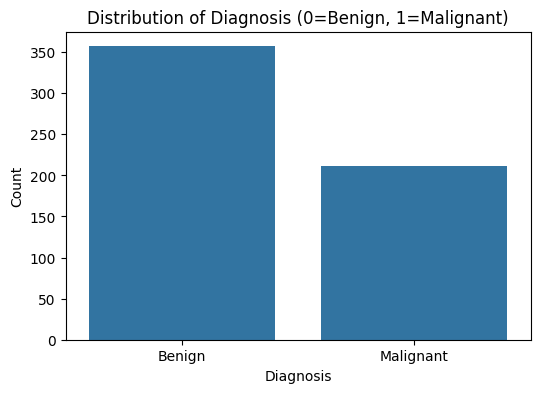 Distribution of Diagnosis (0=Benign, 1=Malignant)
350
300
250
200
150
100
50
0
Count
Benign Malignant
Diagnosis